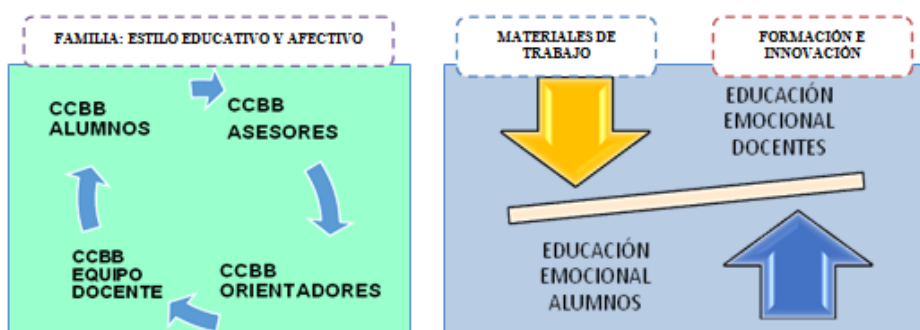 FAMILIA: ESTILO EDUCATIVO Y AFECTIVO
CCBB
ALUMNOS
CCBB
ASESORES
CCBB
EQUIPO
DOCENTE
CCBB
ORIENTADORES
MATERIALES DE
TRABAJO
FORMACIÓN E
INNOVACIÓN
EDUCACIÓN
EMOCIONAL
DOCENTES
EDUCACIÓN
EMOCIONAL
ALUMNOS